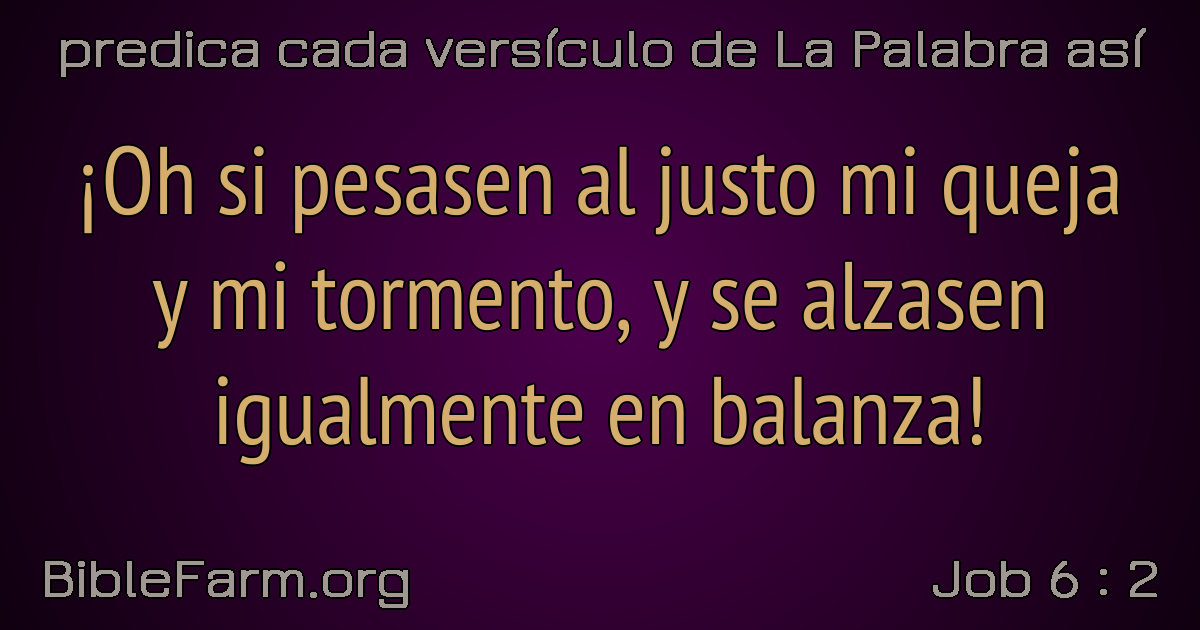 predica cada versículo de La Palabra así
¡Oh si pesasen al justo mi queja
y mi tormento, y se alzasen
igualmente en balanza!
BibleFarm.org
Job 6 : 2